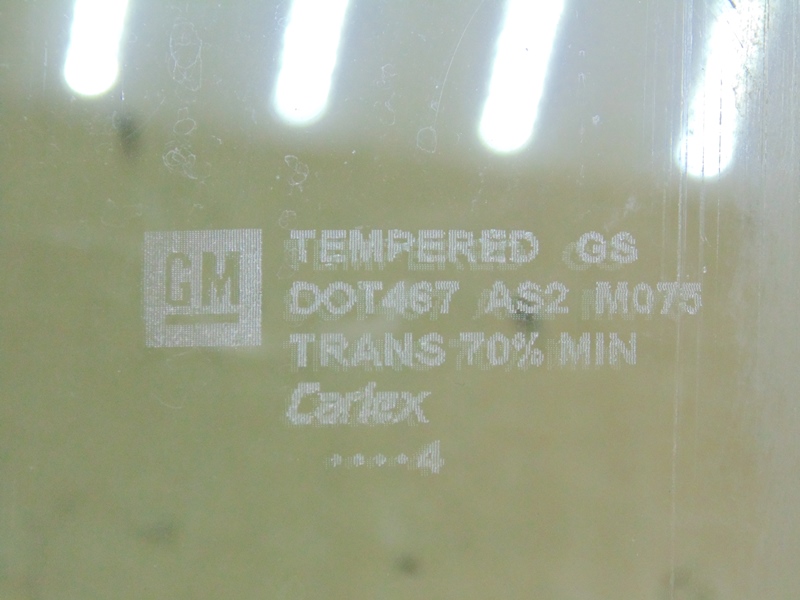 GM
TEMPERED GS
DOT467 AS2 M075
TRANS 70% MIN
Carlex
....4